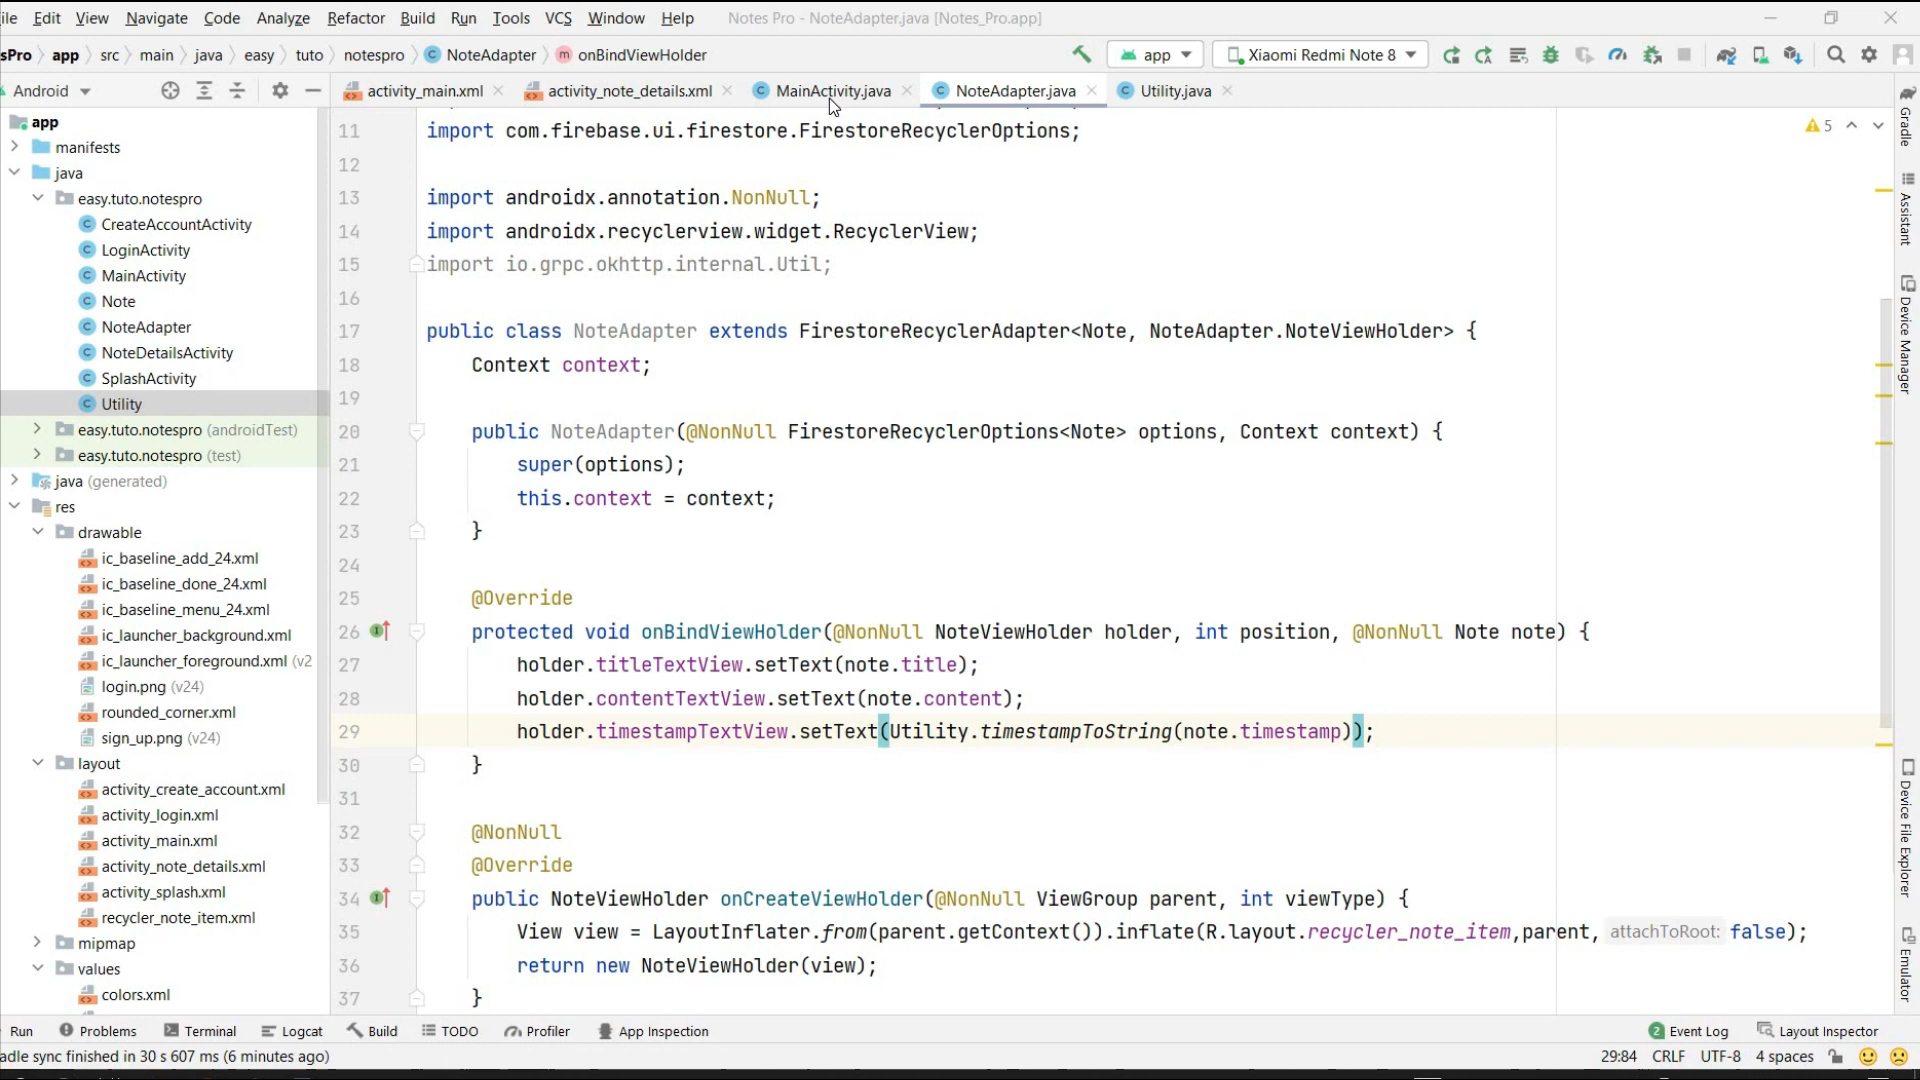 ile Edit View Navigate Code Analyze Refactor Build Run Tools VCS Window Help Notes Pro - NoteAdapter.java [Notes_Pro.app]
sPro app src main java easy tuto notespro NoteAdapter onBindViewHolder app Xiaomi Redmi Note 8
Android activity_main.xml activity_note_details.xml MainActivity.java NoteAdapter.java Utility.java
app
manifests
java
easy.tuto.notespro
CreateAccountActivity
LoginActivity
MainActivity
Note
NoteAdapter
NoteDetailsActivity
SplashActivity
Utility
easy.tuto.notespro (androidTest)
easy.tuto.notespro (test)
java (generated)
res
drawable
ic_baseline_add_24.xml
ic_baseline_done_24.xml
ic_baseline_menu_24.xml
ic_launcher_background.xml
ic_launcher_foreground.xml (v2
login.png (v24)
rounded_corner.xml
sign_up.png (v24)
layout
activity_create_account.xml
activity_login.xml
activity_main.xml
activity_note_details.xml
activity_splash.xml
recycler_note_item.xml
mipmap
values
colors.xml
11 import com.firebase.ui.firestore.FirestoreRecyclerOptions;
12
13 import androidx.annotation.NonNull;
14 import androidx.recyclerview.widget.RecyclerView;
15 import io.grpc.okhttp.internal.Util;
16
17 public class NoteAdapter extends FirestoreRecyclerAdapter<Note, NoteAdapter.NoteViewHolder> {
18 Context context;
19
20 public NoteAdapter(@NonNull FirestoreRecyclerOptions<Note> options, Context context) {
21 super(options);
22 this.context = context;
23 }
24
25 @Override
26 protected void onBindViewHolder(@NonNull NoteViewHolder holder, int position, @NonNull Note note) {
27 holder.titleTextView.setText(note.title);
28 holder.contentTextView.setText(note.content);
29 holder.timestampTextView.setText(Utility.timestampToString(note.timestamp));
30 }
31
32 @NonNull
33 @Override
34 public NoteViewHolder onCreateViewHolder(@NonNull ViewGroup parent, int viewType) {
35 View view = LayoutInflater.from(parent.getContext()).inflate(R.layout.recycler_note_item,parent, attachToRoot: false);
36 return new NoteViewHolder(view);
37 }
5
Gradle
Assistant
Device Manager
Device File Explorer
Emulator
Run Problems Terminal Logcat Build TODO Profiler App Inspection 2 Event Log Layout Inspector
adle sync finished in 30 s 607 ms (6 minutes ago) 29:84 CRLF UTF-8 4 spaces